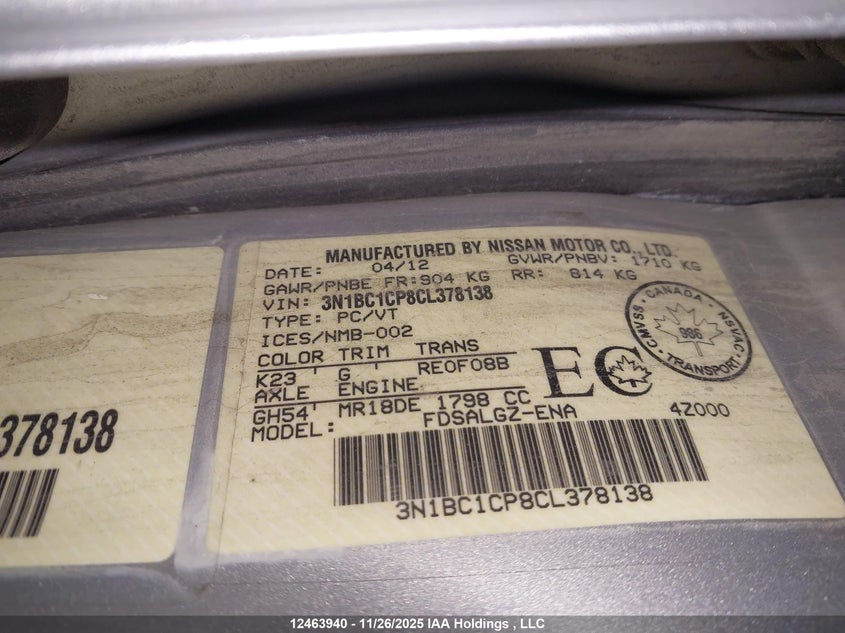 MANUFACTURED BY NISSAN MOTOR CO., LTD.
DATE: 04/12 GVWR/PNBV: 1710 KG
GAWR/PNBE FR:904 KG RR: 814 KG
VIN: 3N1BC1CP8CL378138
TYPE: PC/VT
ICES/NMB-002
COLOR TRIM TRANS
K23 ' G ' RE0F08B
AXLE ENGINE
GH54' MR18DE 1798 CC
MODEL: FDSALGZ-ENA 4Z000
EC
CANADA
CMVSS NSVAC
986
TRANSPORT
378138
3N1BC1CP8CL378138
12463940 - 11/26/2025 IAA Holdings , LLC